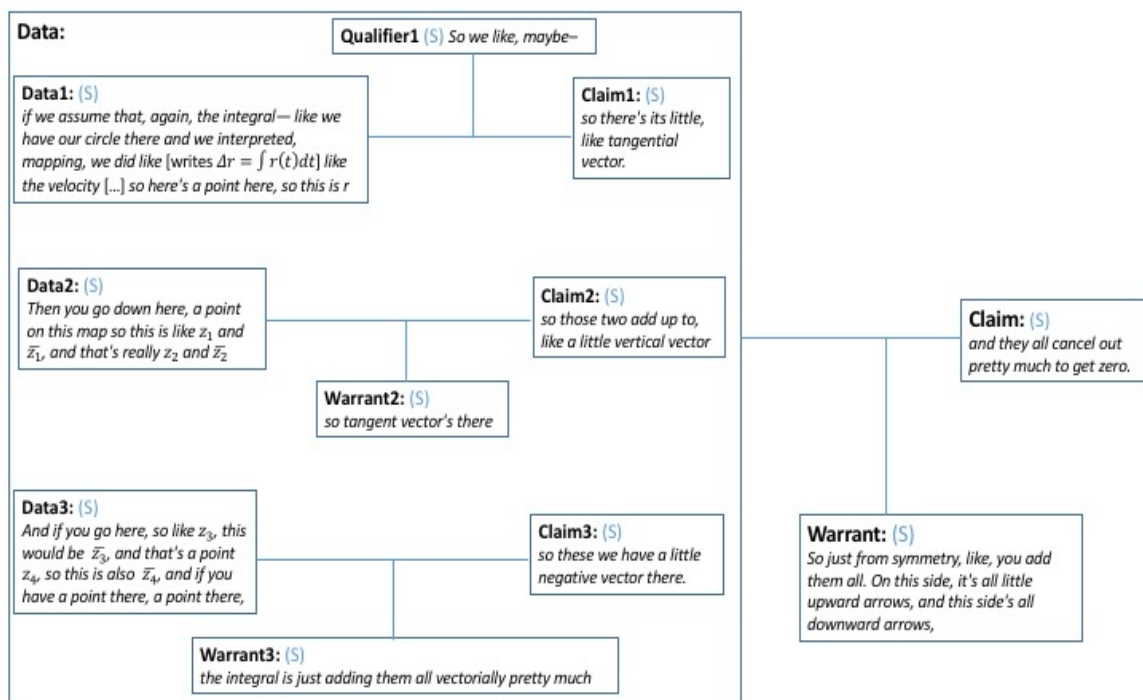 Data:
Qualifier1 (S) So we like, maybe–
Data1: (S)
if we assume that, again, the integral— like we
have our circle there and we interpreted,
mapping, we did like [writes Δr = ∫ r(t)dt] like
the velocity [...] so here's a point here, so this is r
Claim1: (S)
so there's its little,
like tangential
vector.
Data2: (S)
Then you go down here, a point
on this map so this is like z₁ and
z̄₁, and that's really z₂ and z̄₂
Claim2: (S)
so those two add up to,
like a little vertical vector
Warrant2: (S)
so tangent vector's there
Claim: (S)
and they all cancel out
pretty much to get zero.
Data3: (S)
And if you go here, so like z₃, this
would be z̄₃, and that's a point
z₄, so this is also z̄₄, and if you
have a point there, a point there,
Claim3: (S)
so these we have a little
negative vector there.
Warrant3: (S)
the integral is just adding them all vectorially pretty much
Warrant: (S)
So just from symmetry, like, you add
them all. On this side, it's all little
upward arrows, and this side's all
downward arrows,